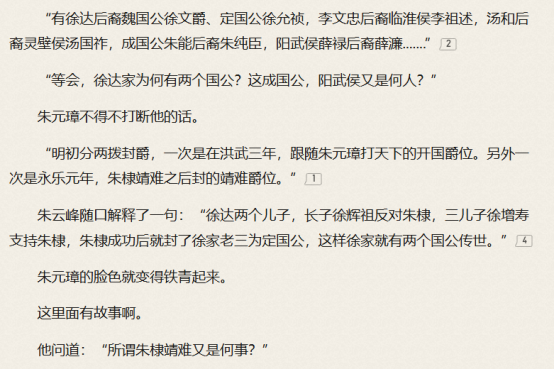 “有徐达后裔魏国公徐文爵、定国公徐允祯，李文忠后裔临淮侯李祖述，汤和后
裔灵璧侯汤国祚，成国公朱能后裔朱纯臣，阳武侯薛禄后裔薛濂……” 2
“等会，徐达家为何有两个国公？这成国公，阳武侯又是何人？”
朱元璋不得不打断他的话。
“明初分两拨封爵，一次是在洪武三年，跟随朱元璋打天下的开国爵位。另外一
次是永乐元年，朱棣靖难之后封的靖难爵位。” 1
朱云峰随口解释了一句：“徐达两个儿子，长子徐辉祖反对朱棣，三儿子徐增寿
支持朱棣，朱棣成功后就封了徐家老三为定国公，这样徐家就有两个国公传世。” 4
朱元璋的脸色就变得铁青起来。
这里面有故事啊。
他问道：“所谓朱棣靖难又是何事？”